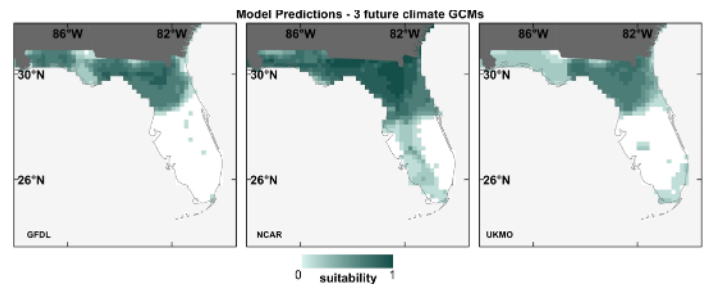 Model Predictions - 3 future climate GCMs
86°W 82°W 86°W 82°W 86°W 82°W
30°N 30°N 30°N
26°N 26°N 26°N
GFDL NCAR UKMO
0 1
suitability